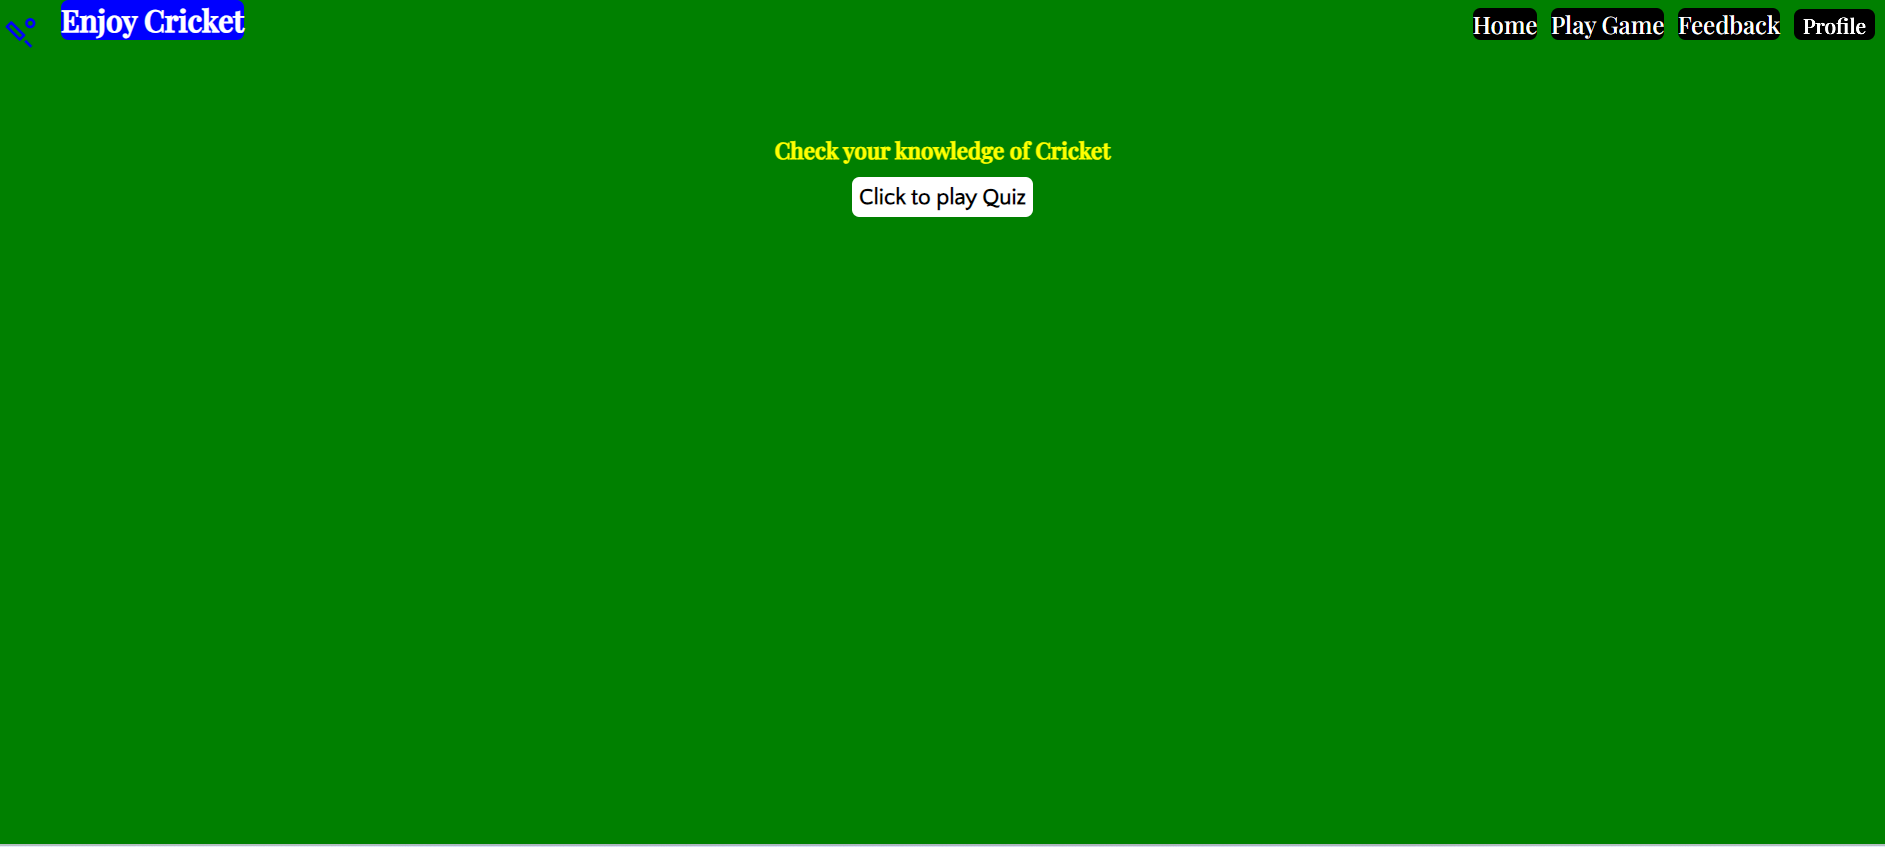 Enjoy Cricket
Home Play Game Feedback Profile
Check your knowledge of Cricket
Click to play Quiz